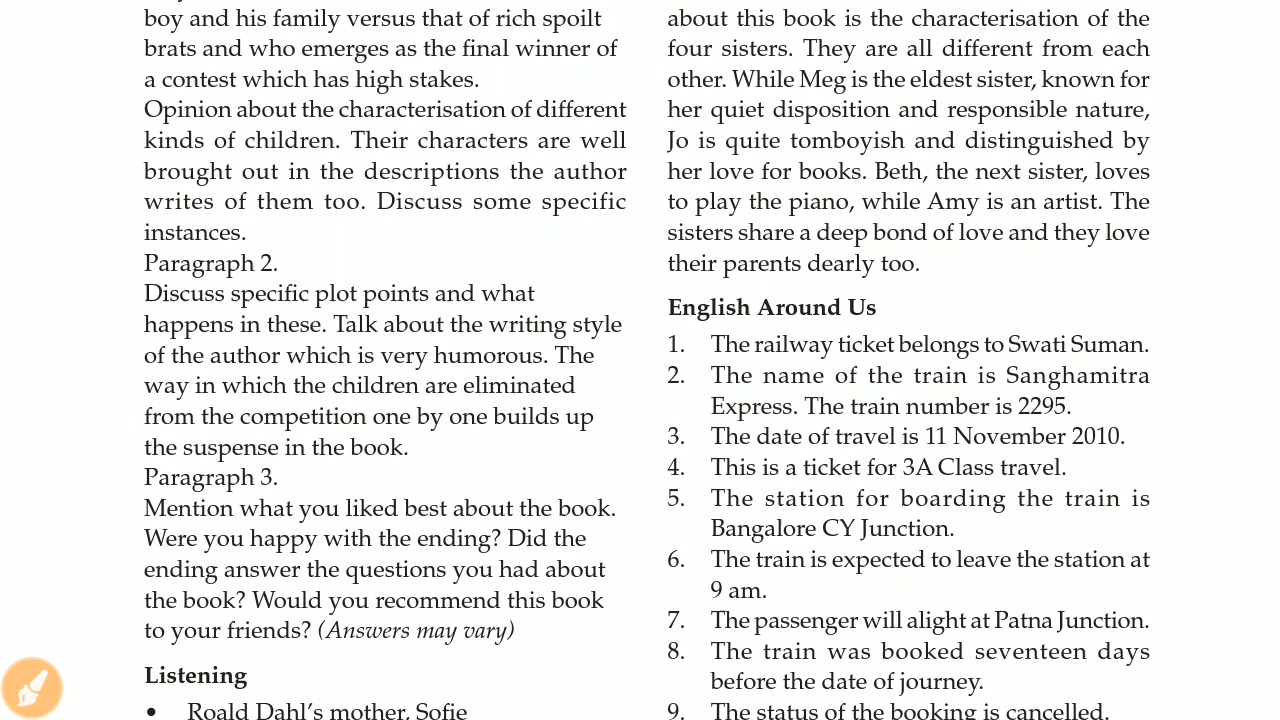 boy and his family versus that of rich spoilt
brats and who emerges as the final winner of
a contest which has high stakes.
Opinion about the characterisation of different
kinds of children. Their characters are well
brought out in the descriptions the author
writes of them too. Discuss some specific
instances.
Paragraph 2.
Discuss specific plot points and what
happens in these. Talk about the writing style
of the author which is very humorous. The
way in which the children are eliminated
from the competition one by one builds up
the suspense in the book.
Paragraph 3.
Mention what you liked best about the book.
Were you happy with the ending? Did the
ending answer the questions you had about
the book? Would you recommend this book
to your friends? (Answers may vary)
Listening
• Roald Dahl's mother, Sofie
about this book is the characterisation of the
four sisters. They are all different from each
other. While Meg is the eldest sister, known for
her quiet disposition and responsible nature,
Jo is quite tomboyish and distinguished by
her love for books. Beth, the next sister, loves
to play the piano, while Amy is an artist. The
sisters share a deep bond of love and they love
their parents dearly too.
English Around Us
1. The railway ticket belongs to Swati Suman.
2. The name of the train is Sanghamitra
Express. The train number is 2295.
3. The date of travel is 11 November 2010.
4. This is a ticket for 3A Class travel.
5. The station for boarding the train is
Bangalore CY Junction.
6. The train is expected to leave the station at
9 am.
7. The passenger will alight at Patna Junction.
8. The train was booked seventeen days
before the date of journey.
9. The status of the booking is cancelled.